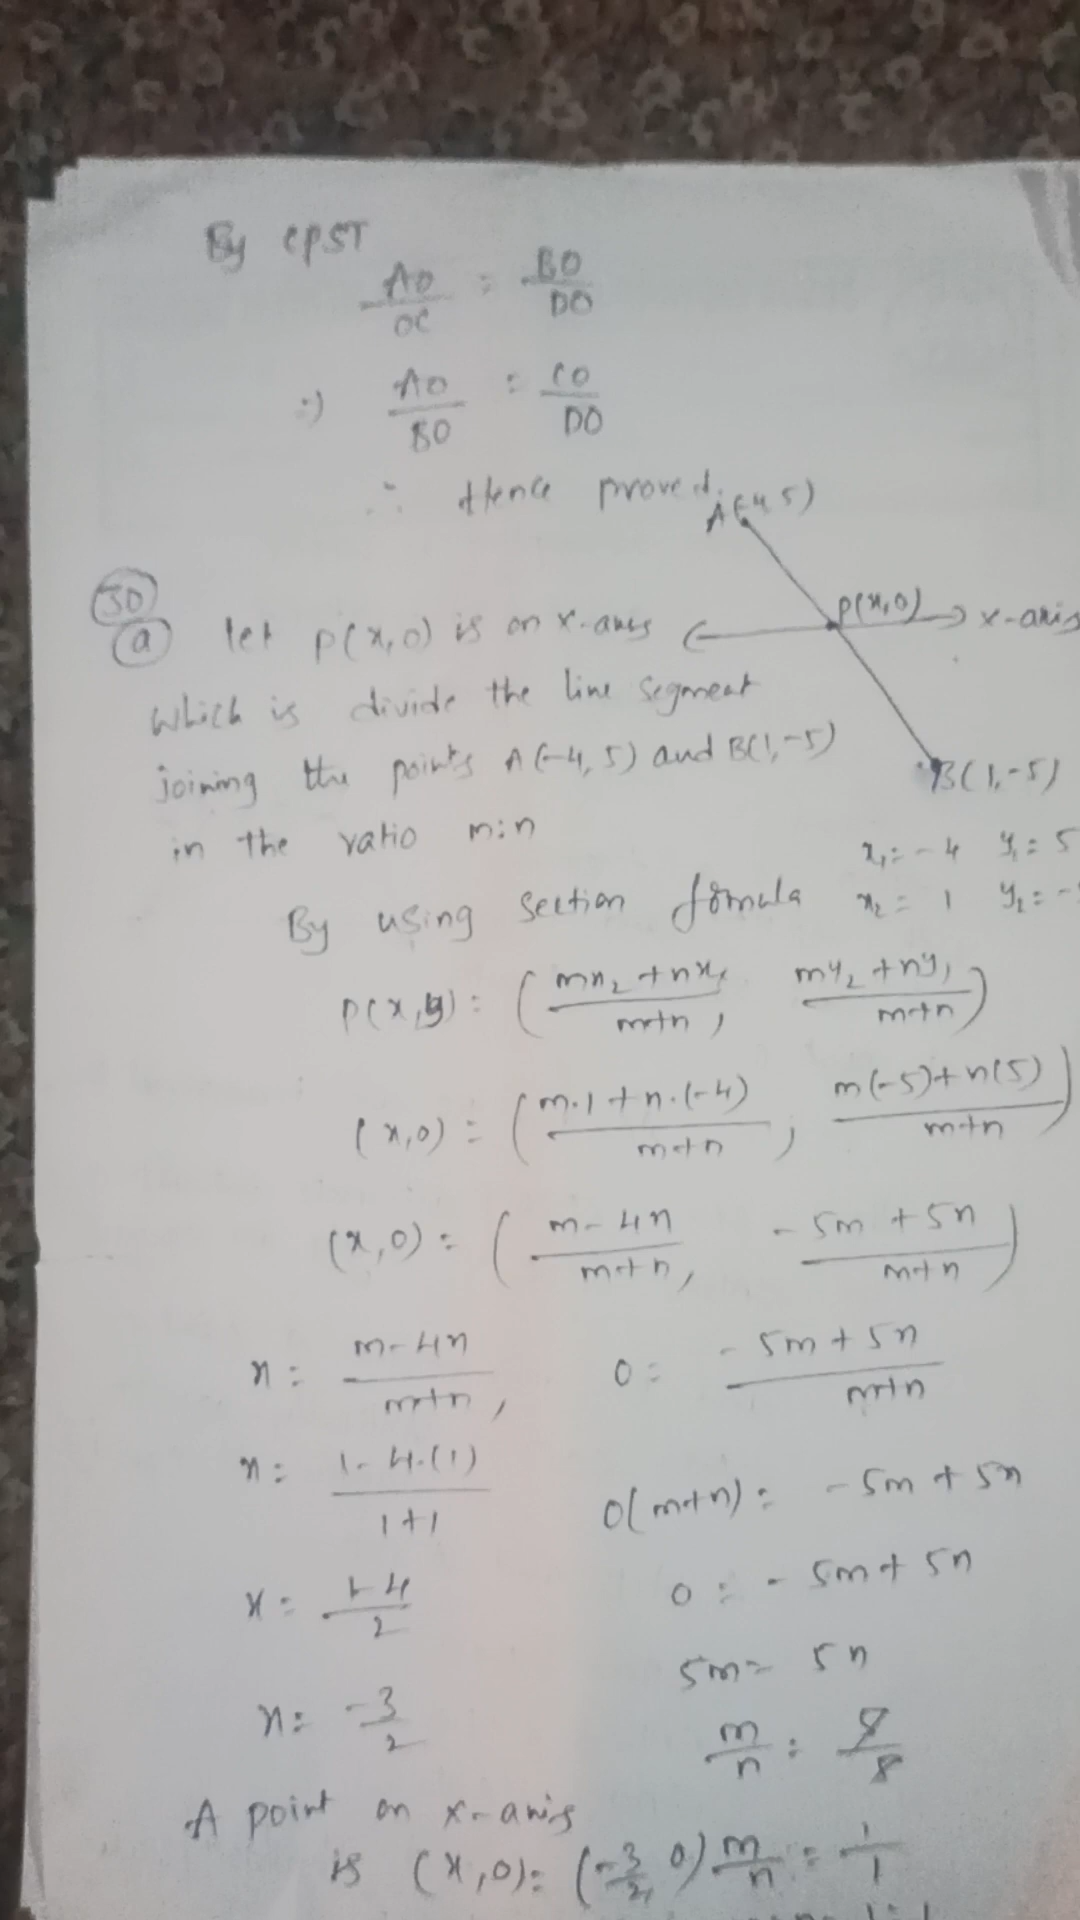 By CPST
AO/OC = BO/DO
=) AO/BO = CO/DO
∴ Hence proved.
A(-4, 5)
30
a let P(x,0) is on x-axis
P(x,0) x-axis
which is divide the line segment
joining the points A(-4, 5) and B(1, -5)
B(1, -5)
in the ratio m:n
x₁ = -4 y₁ = 5
By using section formula x₂ = 1 y₂ = -
P(x,y) = ( mx₂ + nx₁ / m+n , my₂ + ny₁ / m+n )
(x,0) = ( m·1 + n·(-4) / m+n , m(-5) + n(5) / m+n )
(x,0) = ( m - 4n / m+n , -5m + 5n / m+n )
x = m - 4n / m+n , 0 = -5m + 5n / m+n
x = 1 - 4·(1) / 1+1 0(m+n) = -5m + 5n
x = 1-4 / 2 0 = -5m + 5n
5m = 5n
x = -3/2 m/n = 5/5
A point on x-axis
is (x,0) = (-3/2, 0) m/n = 1/1